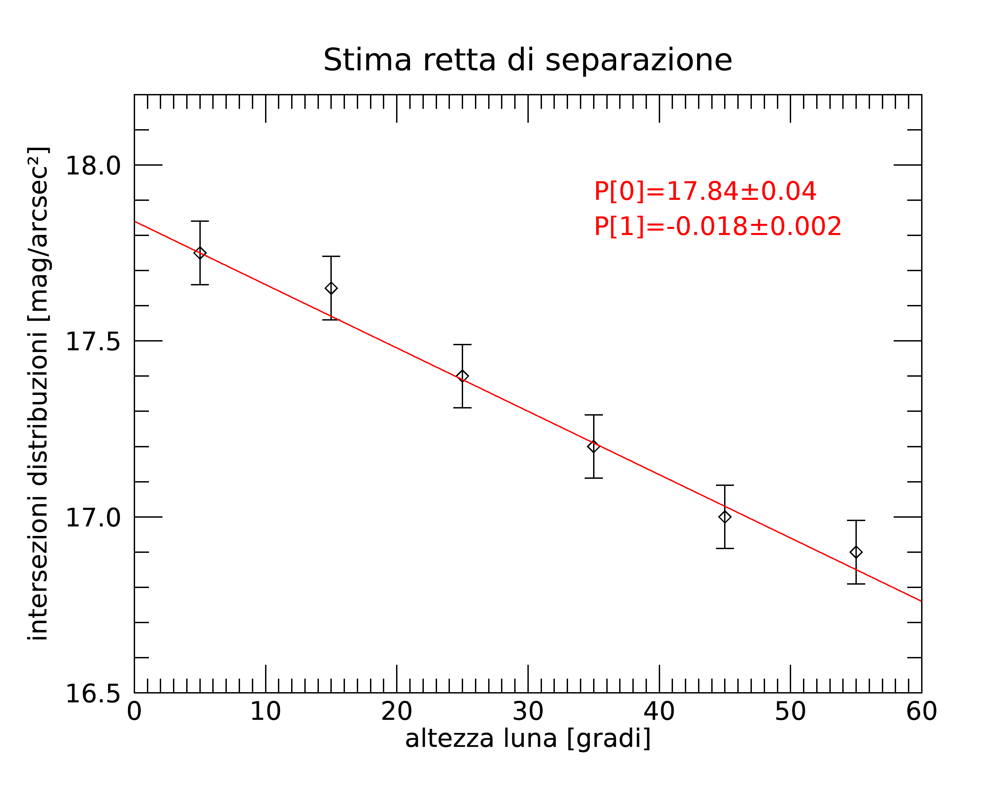 Stima retta di separazione
intersezioni distribuzioni [mag/arcsec²]
18.0
17.5
17.0
16.5
P[0]=17.84±0.04
P[1]=-0.018±0.002
0 10 20 30 40 50 60
altezza luna [gradi]